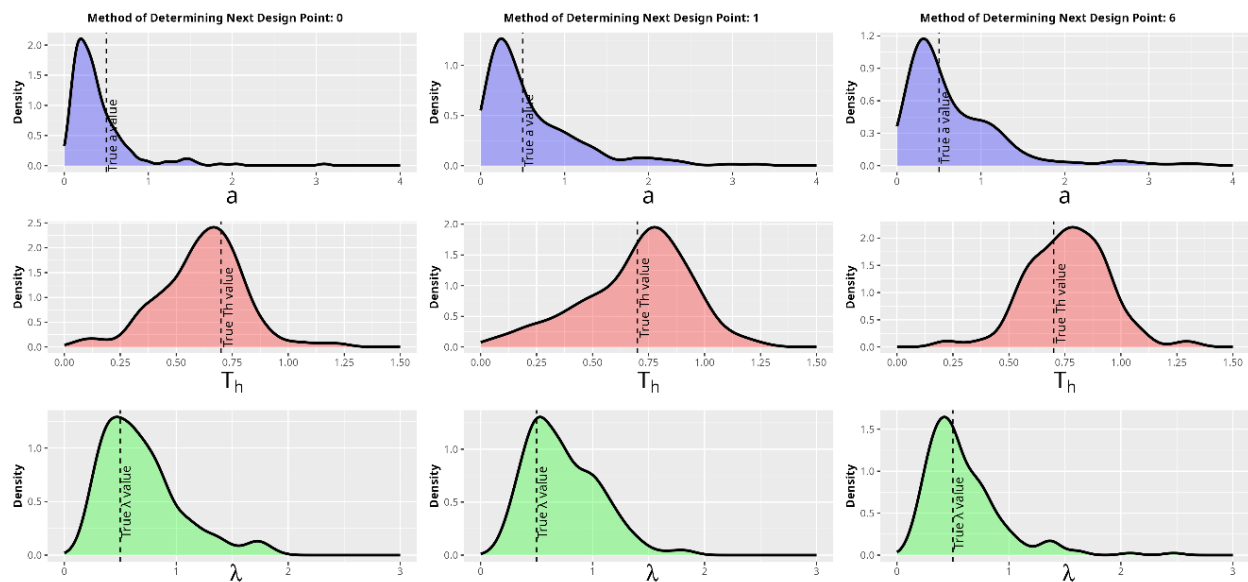 Method of Determining Next Design Point: 0
Method of Determining Next Design Point: 1
Method of Determining Next Design Point: 6
Density
2.0
1.5
1.0
0.5
0.0
True a value
0
1
2
3
4
a
Density
1.0
0.5
0.0
True a value
0
1
2
3
4
a
Density
1.2
0.9
0.6
0.3
0.0
True a value
0
1
2
3
4
a
Density
2.5
2.0
1.5
1.0
0.5
0.0
True Th value
0.00
0.25
0.50
0.75
1.00
1.25
1.50
Th
Density
2.0
1.5
1.0
0.5
0.0
True Th value
0.00
0.25
0.50
0.75
1.00
1.25
1.50
Th
Density
2.0
1.5
1.0
0.5
0.0
True Th value
0.00
0.25
0.50
0.75
1.00
1.25
1.50
Th
Density
1.0
0.5
0.0
True λ value
0
1
2
3
λ
Density
1.0
0.5
0.0
True λ value
0
1
2
3
λ
Density
1.5
1.0
0.5
0.0
True λ value
0
1
2
3
λ